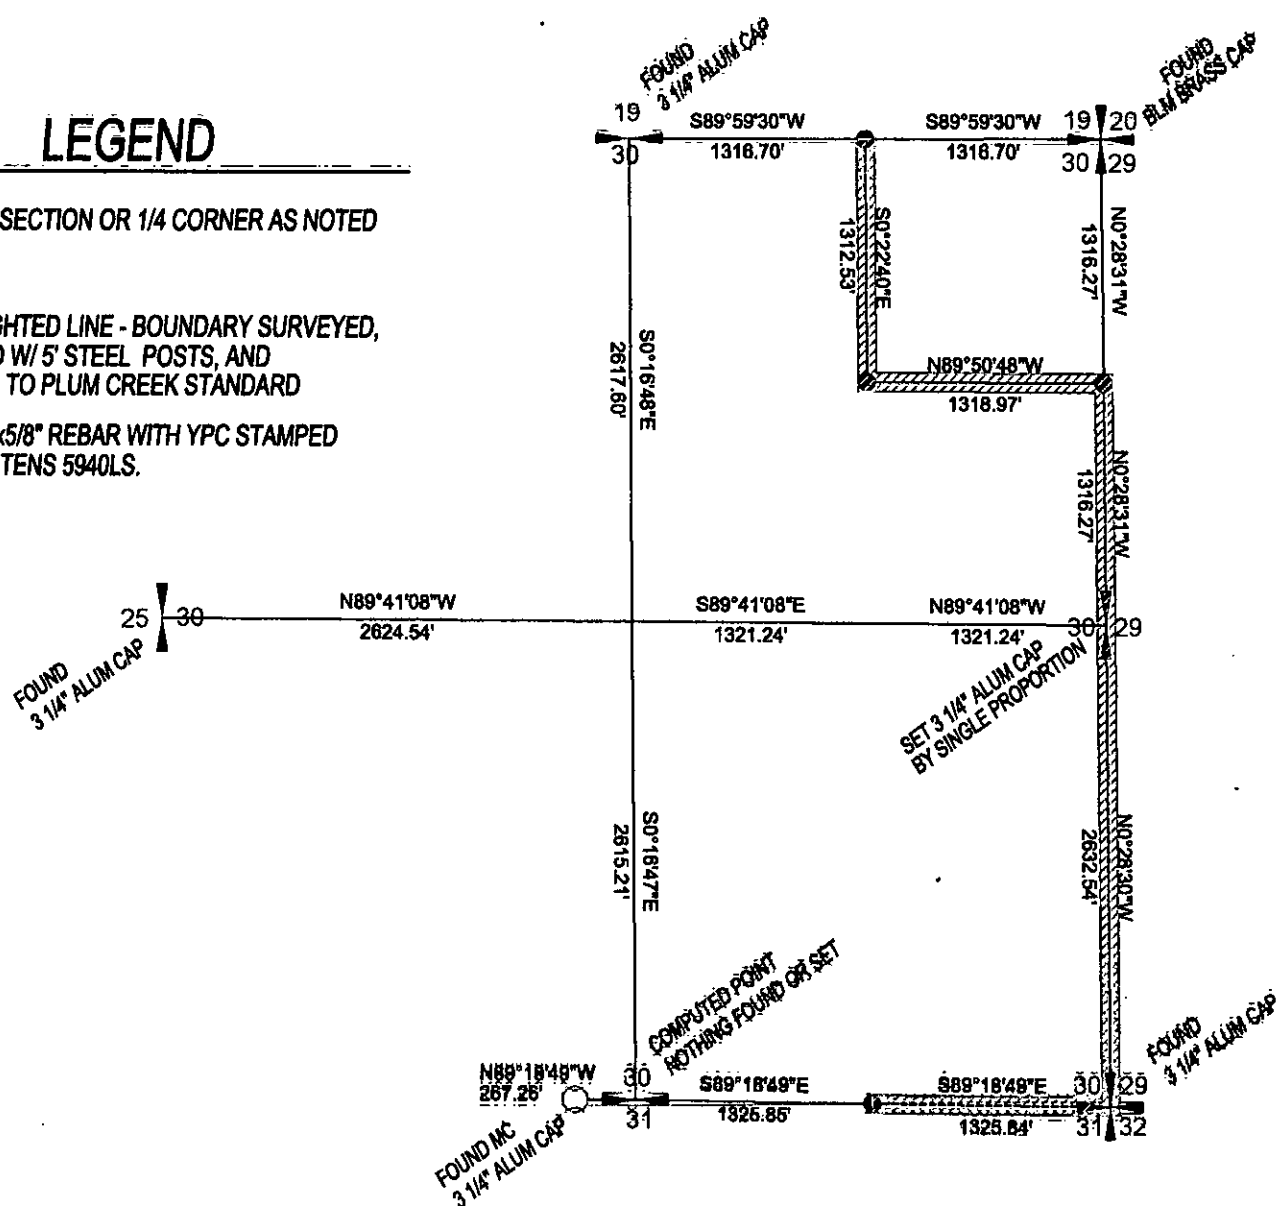 LEGEND
SECTION OR 1/4 CORNER AS NOTED
GHTED LINE - BOUNDARY SURVEYED,
D W/ 5' STEEL POSTS, AND
TO PLUM CREEK STANDARD
x5/8" REBAR WITH YPC STAMPED
TENS 5940LS.
FOUND
3 1/4" ALUM CAP
FOUND
BLM BRASS CAP
19
30
S89°59'30"W
1316.70'
S89°59'30"W
1316.70'
19 20
30 29
S0°22'40"E
1312.53'
N0°28'31"W
1316.27'
S0°16'48"E
2617.60'
N89°50'48"W
1318.97'
N0°28'31"W
1316.27'
25 30
N89°41'08"W
2624.54'
S89°41'08"E
1321.24'
N89°41'08"W
1321.24'
30 29
FOUND
3 1/4" ALUM CAP
SET 3 1/4" ALUM CAP
BY SINGLE PROPORTION
S0°16'47"E
2615.21'
N0°28'30"W
2632.54'
COMPUTED POINT
NOTHING FOUND OR SET
FOUND
3 1/4" ALUM CAP
N89°18'49"W
267.26'
30
31
S89°18'49"E
1325.85'
S89°18'49"E
1325.84'
30 29
31 32
FOUND MC
3 1/4" ALUM CAP